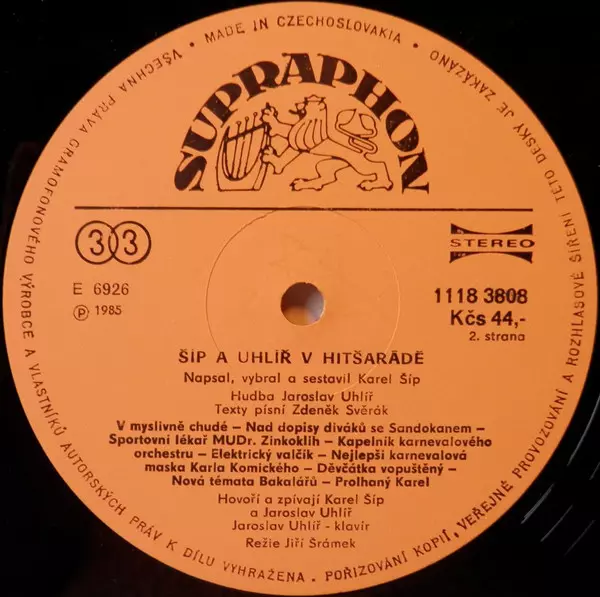 MADE IN CZECHOSLOVAKIA •
VŠECHNA PRÁVA GRAMOFONOVÉHO VÝROBCE A VLASTNÍKŮ AUTORSKÝCH PRÁV K DÍLU VYHRAŽENA. • POŘIZOVÁNÍ KOPIÍ, VEŘEJNÉ PROVOZOVÁNÍ A ROZHLASOVÉ ŠÍŘENÍ TÉTO DESKY JE ZAKÁZÁNO •
SUPRAPHON
33
STEREO
E 6926
Ⓟ 1985
1118 3808
Kčs 44,-
2. strana
ŠÍP A UHLÍŘ V HITŠARÁDĚ
Napsal, vybral a sestavil Karel Šíp
Hudba Jaroslav Uhlíř
Texty písní Zdeněk Svěrák
V myslivně chudé – Nad dopisy diváků se Sandokanem –
Sportovní lékař MUDr. Zinkoklih – Kapelník karnevalového
orchestru – Elektrický valčík – Nejlepší karnevalová
maska Karla Komického – Děvčátka vopuštěný –
Nová témata Bakalářů – Prolhaný Karel
Hovoří a zpívají Karel Šíp
a Jaroslav Uhlíř
Jaroslav Uhlíř - klavír
Režie Jiří Šrámek